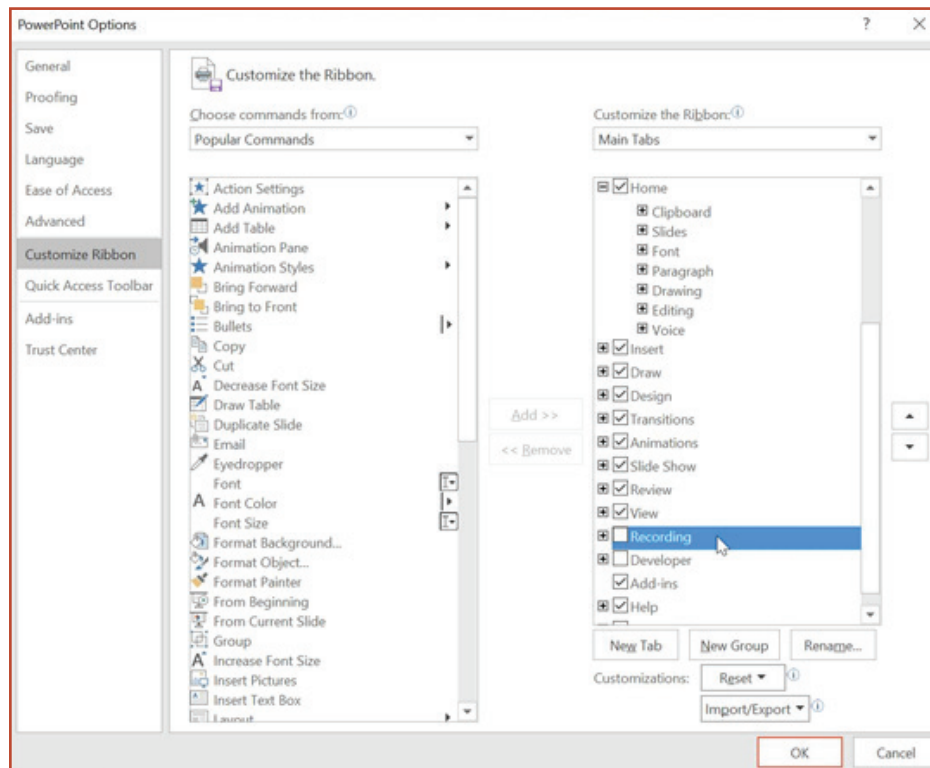 PowerPoint Options
General
Proofing
Save
Language
Ease of Access
Advanced
Customize Ribbon
Quick Access Toolbar
Add-ins
Trust Center
Customize the Ribbon.
Choose commands from:
Popular Commands
Action Settings
Add Animation
Add Table
Animation Pane
Animation Styles
Bring Forward
Bring to Front
Bullets
Copy
Cut
Decrease Font Size
Draw Table
Duplicate Slide
Email
Eyedropper
Font
Font Color
Font Size
Format Background...
Format Object...
Format Painter
From Beginning
From Current Slide
Group
Increase Font Size
Insert Pictures
Insert Text Box
Layout
Add >>
<< Remove
Customize the Ribbon:
Main Tabs
Home
Clipboard
Slides
Font
Paragraph
Drawing
Editing
Voice
Insert
Draw
Design
Transitions
Animations
Slide Show
Review
View
Recording
Developer
Add-ins
Help
New Tab
New Group
Rename...
Customizations:
Reset
Import/Export
OK
Cancel